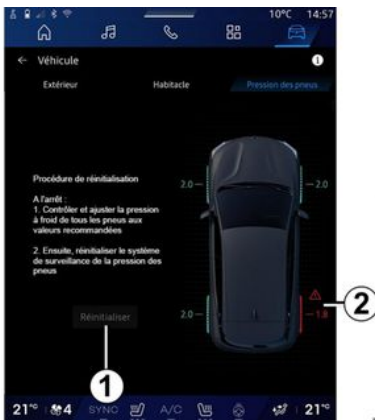 10°C 14:57
Véhicule
Extérieur Habitacle Pression des pneus
Procédure de réinitialisation
A l'arrêt :
1. Contrôler et ajuster la pression
à froid de tous les pneus aux
valeurs recommandées
2. Ensuite, réinitialiser le système
de surveillance de la pression des
pneus
Réinitialiser
2.0 2.0
2.0 1.8
1
2
21°C 4 SYNC A/C 21°C